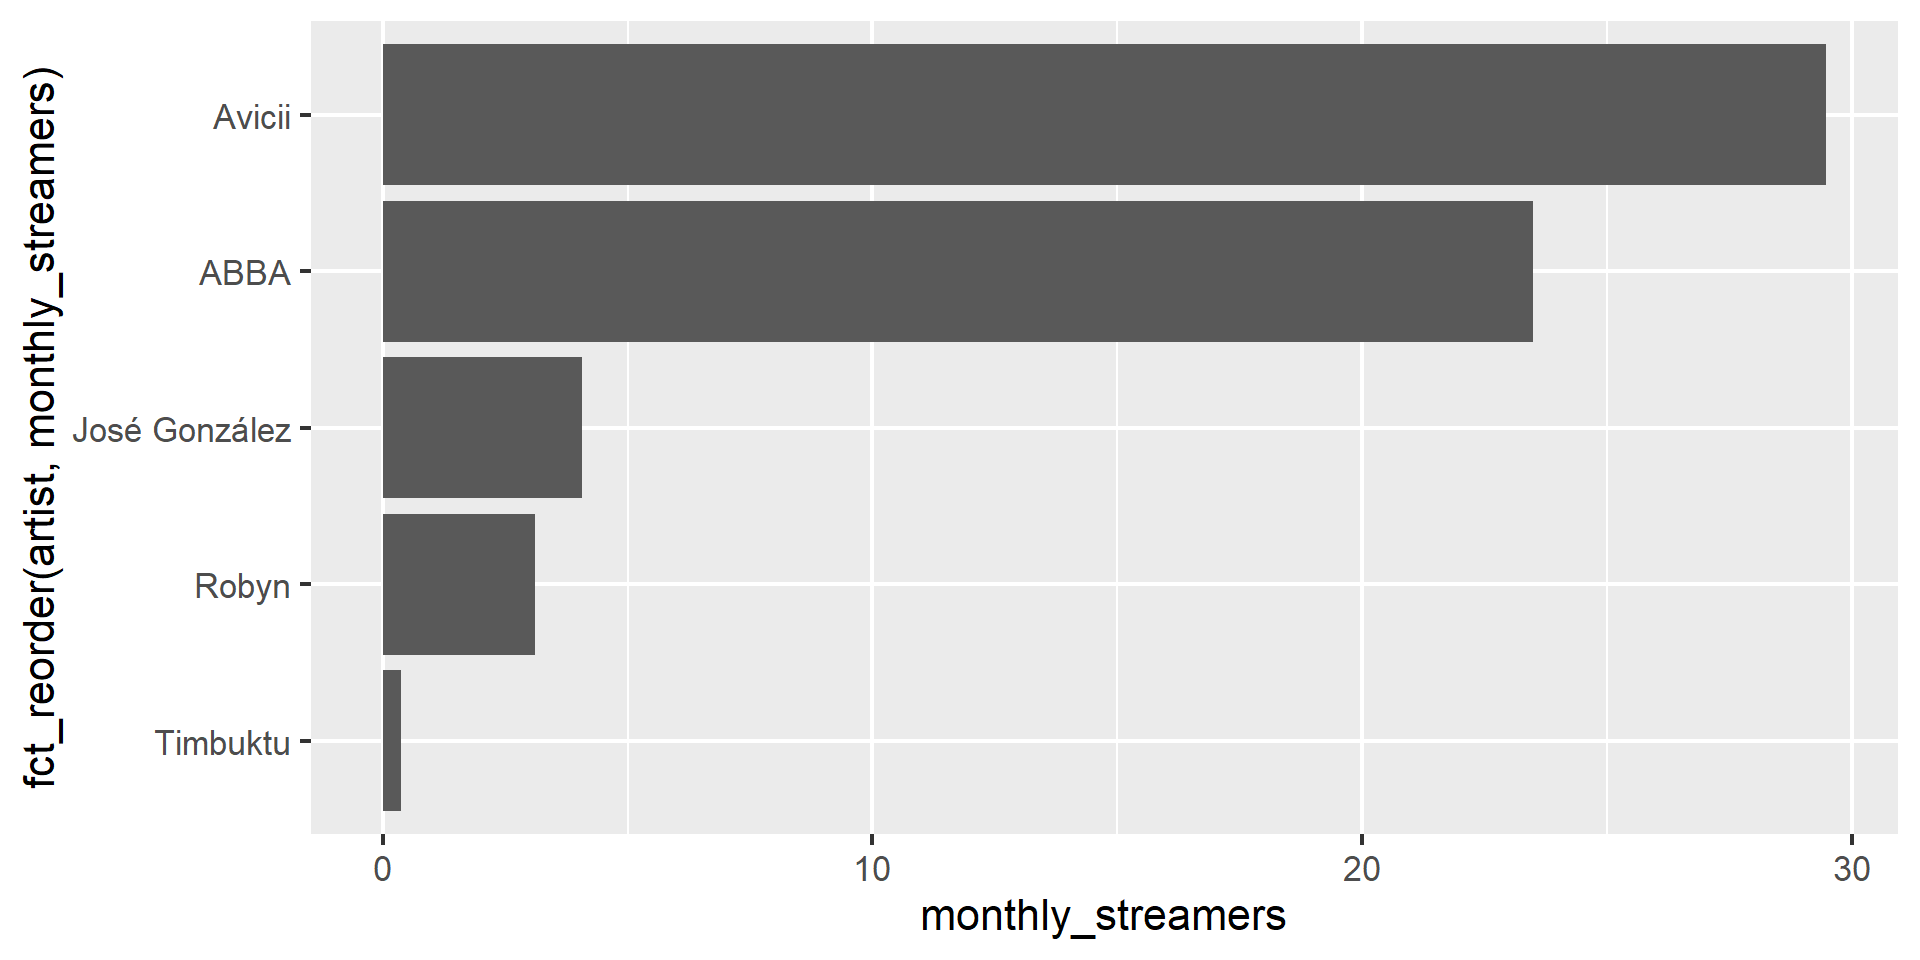 fct_reorder(artist, monthly_streamers)
Avicii
ABBA
José González
Robyn
Timbuktu
0 10 20 30
monthly_streamers